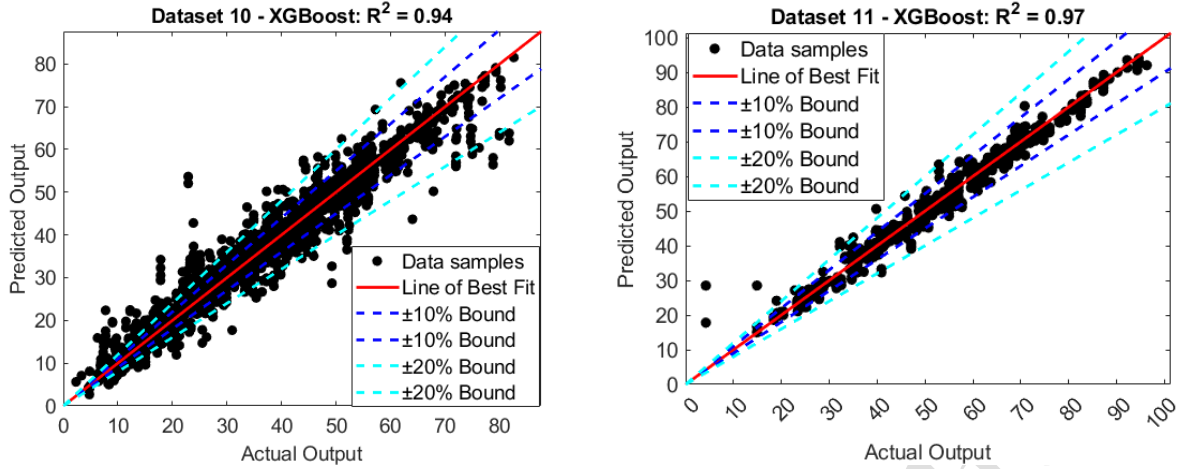 Dataset 10 - XGBoost: R² = 0.94
80
70
60
50
40
30
20
10
0
0 10 20 30 40 50 60 70 80
Predicted Output
Actual Output
Data samples
Line of Best Fit
±10% Bound
±10% Bound
±20% Bound
±20% Bound
Dataset 11 - XGBoost: R² = 0.97
100
90
80
70
60
50
40
30
20
10
0
0 10 20 30 40 50 60 70 80 90 100
Predicted Output
Actual Output
Data samples
Line of Best Fit
±10% Bound
±10% Bound
±20% Bound
±20% Bound